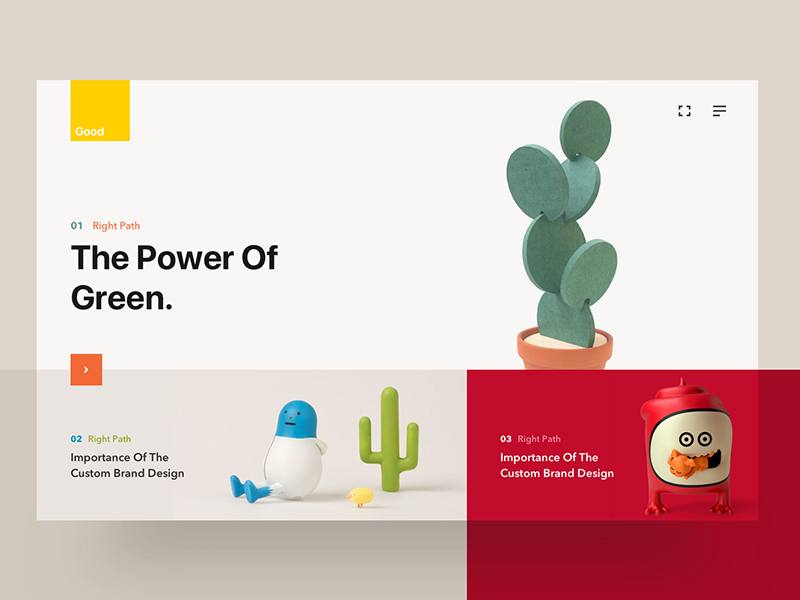 Good
01 Right Path
The Power Of
Green.
02 Right Path
Importance Of The
Custom Brand Design
03 Right Path
Importance Of The
Custom Brand Design